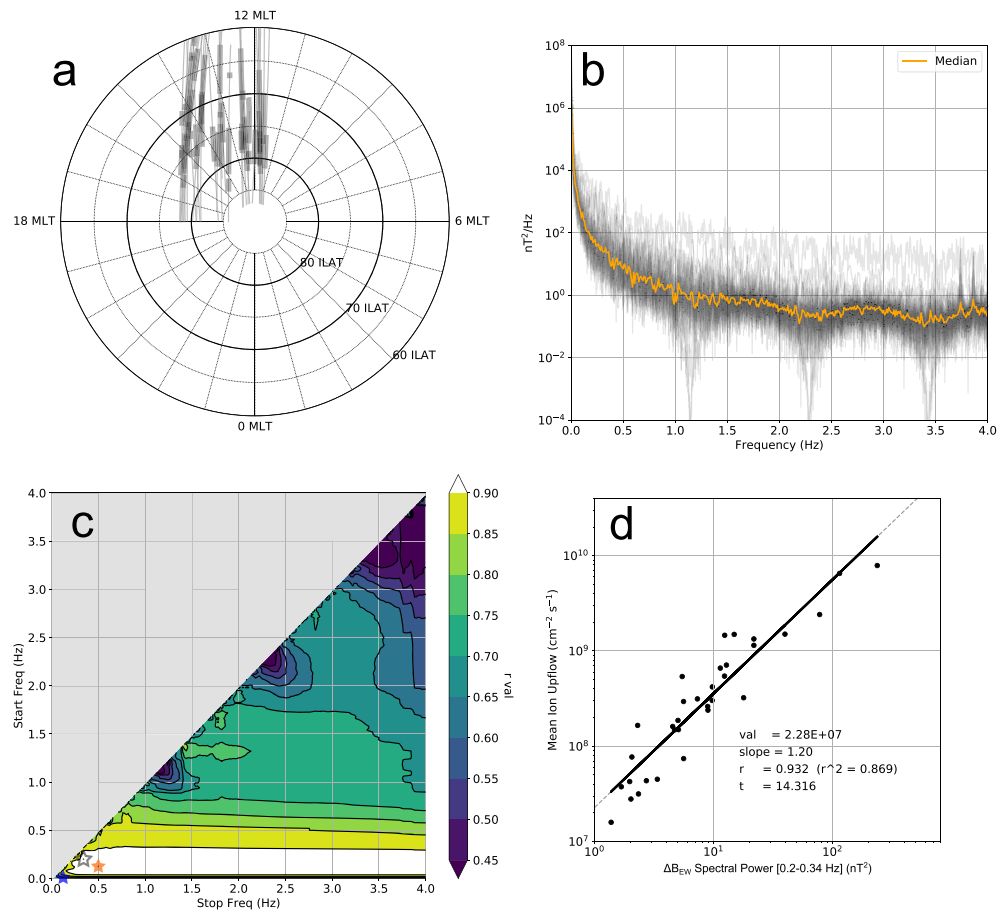 a
12 MLT
18 MLT
6 MLT
80 ILAT
70 ILAT
60 ILAT
0 MLT
b
Median
10^8
10^6
10^4
10^2
10^0
10^−2
10^−4
nT^2/Hz
0.0 0.5 1.0 1.5 2.0 2.5 3.0 3.5 4.0
Frequency (Hz)
c
4.0
3.5
3.0
2.5
2.0
1.5
1.0
0.5
0.0
Start Freq (Hz)
0.0 0.5 1.0 1.5 2.0 2.5 3.0 3.5 4.0
Stop Freq (Hz)
0.90
0.85
0.80
0.75
0.70
0.65
0.60
0.55
0.50
0.45
r val
d
10^10
10^9
10^8
10^7
Mean Ion Upflow (cm^−2 s^−1)
val = 2.28E+07
slope = 1.20
r = 0.932 (r^2 = 0.869)
t = 14.316
10^0 10^1 10^2
ΔB_EW Spectral Power [0.2-0.34 Hz] (nT^2)